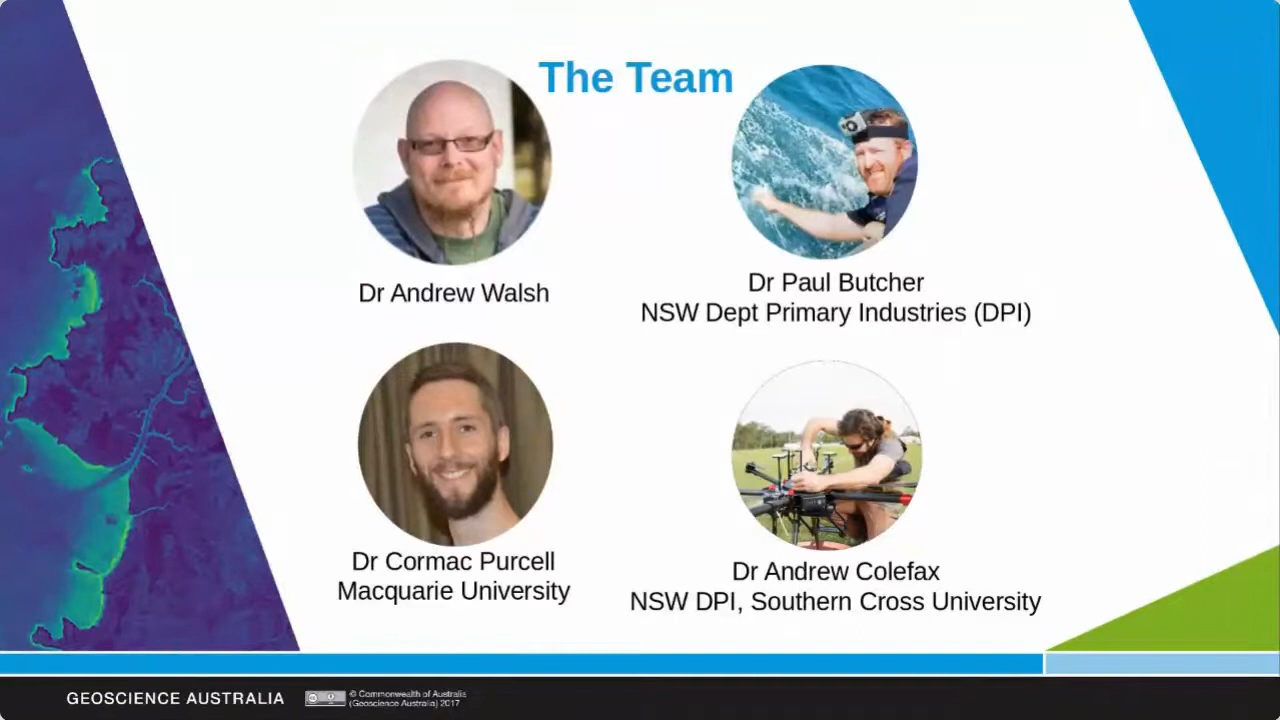 The Team
Dr Andrew Walsh
Dr Paul Butcher
NSW Dept Primary Industries (DPI)
Dr Cormac Purcell
Macquarie University
Dr Andrew Colefax
NSW DPI, Southern Cross University
GEOSCIENCE AUSTRALIA
© Commonwealth of Australia
(Geoscience Australia) 2017